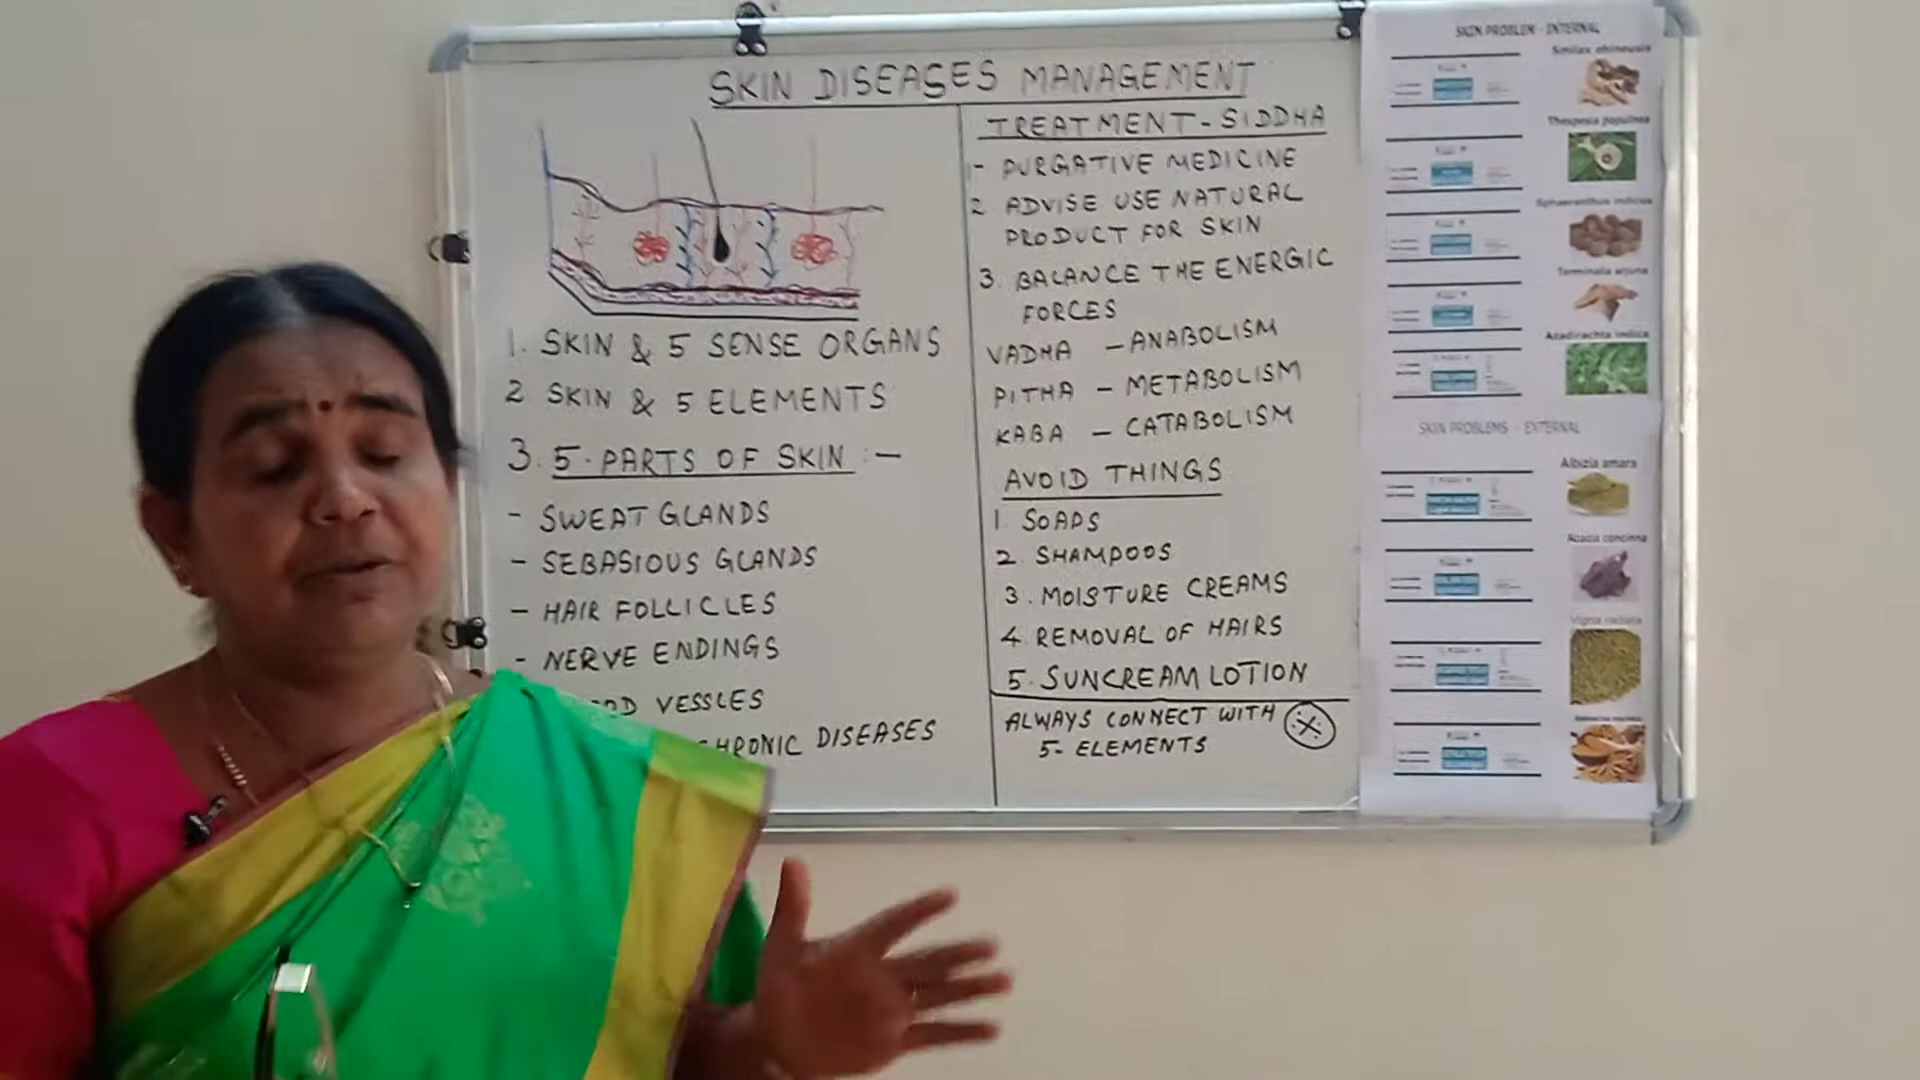 SKIN DISEASES MANAGEMENT
1. SKIN & 5 SENSE ORGANS
2 SKIN & 5 ELEMENTS
3. 5. PARTS OF SKIN :-
- SWEAT GLANDS
- SEBASIOUS GLANDS
- HAIR FOLLICLES
- NERVE ENDINGS
VESSLES
CHRONIC DISEASES
TREATMENT - SIDDHA
1- PURGATIVE MEDICINE
2 ADVISE USE NATURAL
PRODUCT FOR SKIN
3. BALANCE THE ENERGIC
FORCES
VADHA - ANABOLISM
PITHA - METABOLISM
KABA - CATABOLISM
AVOID THINGS
1. SOAPS
2 SHAMPOOS
3. MOISTURE CREAMS
4. REMOVAL OF HAIRS
5. SUNCREAM LOTION
ALWAYS CONNECT WITH
5- ELEMENTS
SKIN PROBLEM - INTERNAL
Smilax chinensis
Thespesia populnea
Sphaeranthus indicus
Terminalia arjuna
Azadirachta indica
SKIN PROBLEMS - EXTERNAL
Albizia amara
Acacia concinna
Vigna radiata